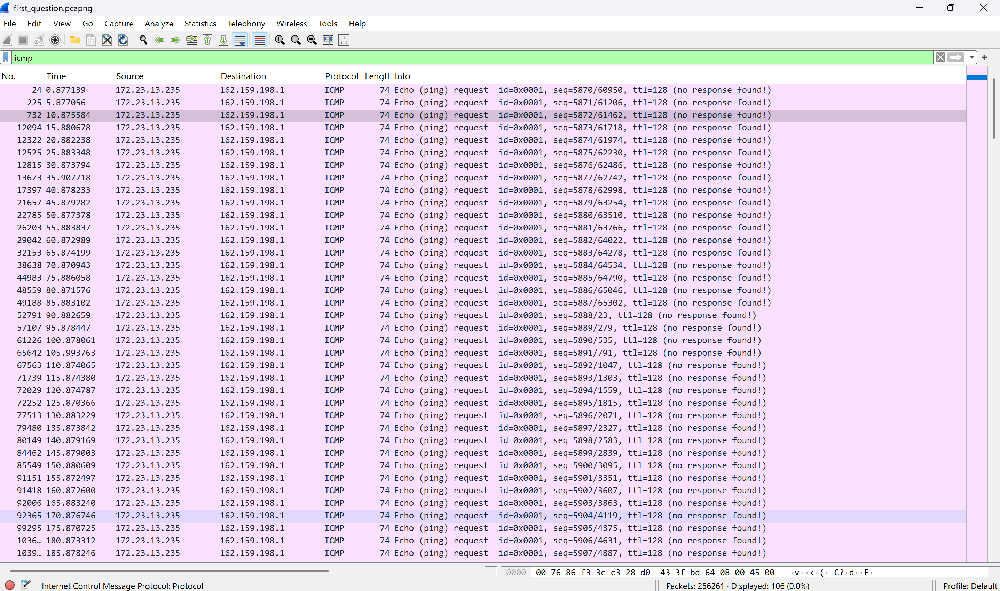 first_question.pcapng
File Edit View Go Capture Analyze Statistics Telephony Wireless Tools Help
icmp
No. Time Source Destination Protocol Length Info
24 0.877139 172.23.13.235 162.159.198.1 ICMP 74 Echo (ping) request id=0x0001, seq=5870/60950, ttl=128 (no response found!)
225 5.877056 172.23.13.235 162.159.198.1 ICMP 74 Echo (ping) request id=0x0001, seq=5871/61206, ttl=128 (no response found!)
732 10.875584 172.23.13.235 162.159.198.1 ICMP 74 Echo (ping) request id=0x0001, seq=5872/61462, ttl=128 (no response found!)
12094 15.880678 172.23.13.235 162.159.198.1 ICMP 74 Echo (ping) request id=0x0001, seq=5873/61718, ttl=128 (no response found!)
12322 20.882238 172.23.13.235 162.159.198.1 ICMP 74 Echo (ping) request id=0x0001, seq=5874/61974, ttl=128 (no response found!)
12525 25.883348 172.23.13.235 162.159.198.1 ICMP 74 Echo (ping) request id=0x0001, seq=5875/62230, ttl=128 (no response found!)
12815 30.873794 172.23.13.235 162.159.198.1 ICMP 74 Echo (ping) request id=0x0001, seq=5876/62486, ttl=128 (no response found!)
13673 35.907718 172.23.13.235 162.159.198.1 ICMP 74 Echo (ping) request id=0x0001, seq=5877/62742, ttl=128 (no response found!)
17397 40.878233 172.23.13.235 162.159.198.1 ICMP 74 Echo (ping) request id=0x0001, seq=5878/62998, ttl=128 (no response found!)
21657 45.879282 172.23.13.235 162.159.198.1 ICMP 74 Echo (ping) request id=0x0001, seq=5879/63254, ttl=128 (no response found!)
22785 50.877378 172.23.13.235 162.159.198.1 ICMP 74 Echo (ping) request id=0x0001, seq=5880/63510, ttl=128 (no response found!)
26203 55.883837 172.23.13.235 162.159.198.1 ICMP 74 Echo (ping) request id=0x0001, seq=5881/63766, ttl=128 (no response found!)
29042 60.872989 172.23.13.235 162.159.198.1 ICMP 74 Echo (ping) request id=0x0001, seq=5882/64022, ttl=128 (no response found!)
32153 65.874199 172.23.13.235 162.159.198.1 ICMP 74 Echo (ping) request id=0x0001, seq=5883/64278, ttl=128 (no response found!)
38638 70.870943 172.23.13.235 162.159.198.1 ICMP 74 Echo (ping) request id=0x0001, seq=5884/64534, ttl=128 (no response found!)
44983 75.886058 172.23.13.235 162.159.198.1 ICMP 74 Echo (ping) request id=0x0001, seq=5885/64790, ttl=128 (no response found!)
48559 80.871576 172.23.13.235 162.159.198.1 ICMP 74 Echo (ping) request id=0x0001, seq=5886/65046, ttl=128 (no response found!)
49188 85.883102 172.23.13.235 162.159.198.1 ICMP 74 Echo (ping) request id=0x0001, seq=5887/65302, ttl=128 (no response found!)
52791 90.882659 172.23.13.235 162.159.198.1 ICMP 74 Echo (ping) request id=0x0001, seq=5888/23, ttl=128 (no response found!)
57107 95.878447 172.23.13.235 162.159.198.1 ICMP 74 Echo (ping) request id=0x0001, seq=5889/279, ttl=128 (no response found!)
61226 100.878061 172.23.13.235 162.159.198.1 ICMP 74 Echo (ping) request id=0x0001, seq=5890/535, ttl=128 (no response found!)
65642 105.993763 172.23.13.235 162.159.198.1 ICMP 74 Echo (ping) request id=0x0001, seq=5891/791, ttl=128 (no response found!)
67563 110.874065 172.23.13.235 162.159.198.1 ICMP 74 Echo (ping) request id=0x0001, seq=5892/1047, ttl=128 (no response found!)
71739 115.874380 172.23.13.235 162.159.198.1 ICMP 74 Echo (ping) request id=0x0001, seq=5893/1303, ttl=128 (no response found!)
72029 120.874787 172.23.13.235 162.159.198.1 ICMP 74 Echo (ping) request id=0x0001, seq=5894/1559, ttl=128 (no response found!)
72252 125.870366 172.23.13.235 162.159.198.1 ICMP 74 Echo (ping) request id=0x0001, seq=5895/1815, ttl=128 (no response found!)
77513 130.883229 172.23.13.235 162.159.198.1 ICMP 74 Echo (ping) request id=0x0001, seq=5896/2071, ttl=128 (no response found!)
79480 135.873842 172.23.13.235 162.159.198.1 ICMP 74 Echo (ping) request id=0x0001, seq=5897/2327, ttl=128 (no response found!)
80149 140.879169 172.23.13.235 162.159.198.1 ICMP 74 Echo (ping) request id=0x0001, seq=5898/2583, ttl=128 (no response found!)
84462 145.879003 172.23.13.235 162.159.198.1 ICMP 74 Echo (ping) request id=0x0001, seq=5899/2839, ttl=128 (no response found!)
85549 150.880609 172.23.13.235 162.159.198.1 ICMP 74 Echo (ping) request id=0x0001, seq=5900/3095, ttl=128 (no response found!)
91151 155.872497 172.23.13.235 162.159.198.1 ICMP 74 Echo (ping) request id=0x0001, seq=5901/3351, ttl=128 (no response found!)
91418 160.872600 172.23.13.235 162.159.198.1 ICMP 74 Echo (ping) request id=0x0001, seq=5902/3607, ttl=128 (no response found!)
92006 165.883240 172.23.13.235 162.159.198.1 ICMP 74 Echo (ping) request id=0x0001, seq=5903/3863, ttl=128 (no response found!)
92365 170.876746 172.23.13.235 162.159.198.1 ICMP 74 Echo (ping) request id=0x0001, seq=5904/4119, ttl=128 (no response found!)
99295 175.870725 172.23.13.235 162.159.198.1 ICMP 74 Echo (ping) request id=0x0001, seq=5905/4375, ttl=128 (no response found!)
1036… 180.873312 172.23.13.235 162.159.198.1 ICMP 74 Echo (ping) request id=0x0001, seq=5906/4631, ttl=128 (no response found!)
1039… 185.878246 172.23.13.235 162.159.198.1 ICMP 74 Echo (ping) request id=0x0001, seq=5907/4887, ttl=128 (no response found!)
0000 00 76 86 f3 3c c3 28 d0 43 3f bd 64 08 00 45 00 ·v··<·(· C?·d··E·
Internet Control Message Protocol: Protocol Packets: 256261 · Displayed: 106 (0.0%) Profile: Default